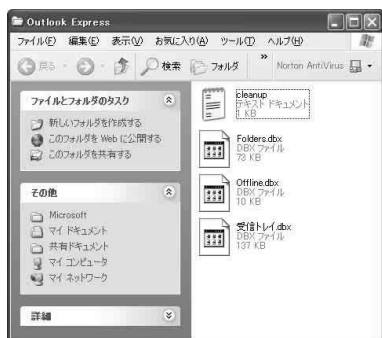 Outlook Express
ファイル(F) 編集(E) 表示(V) お気に入り(A) ツール(T) ヘルプ(H)
戻る 検索 フォルダ » Norton AntiVirus
ファイルとフォルダのタスク
新しいフォルダを作成する
このフォルダを Web に公開する
このフォルダを共有する
その他
Microsoft
マイ ドキュメント
共有ドキュメント
マイ コンピュータ
マイ ネットワーク
詳細
cleanup
テキスト ドキュメント
1 KB
Folders.dbx
DBX ファイル
73 KB
Offline.dbx
DBX ファイル
10 KB
受信トレイ.dbx
DBX ファイル
137 KB